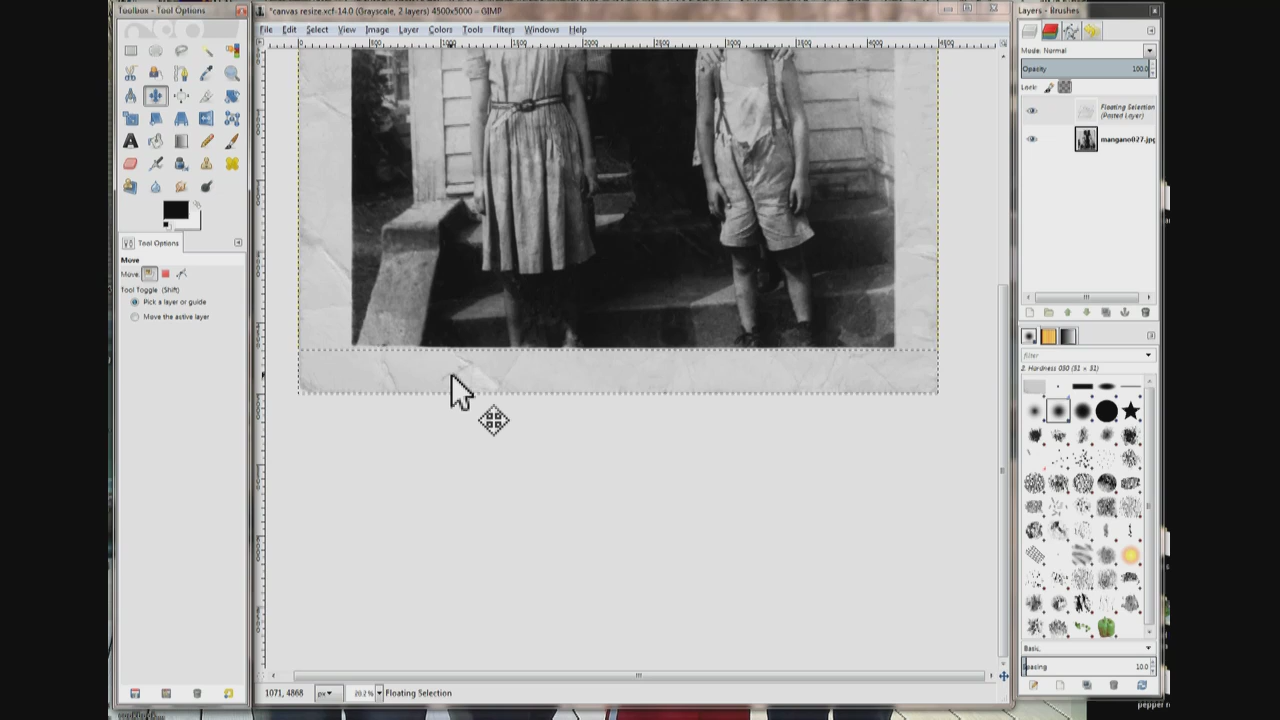 Toolbox - Tool Options
*canvas resize.xcf-14.0 (Grayscale, 2 layers) 4500x5000 – GIMP
Layers - Brushes
File Edit Select View Image Layer Colors Tools Filters Windows Help
Mode: Normal
Opacity 100.0
Lock:
Floating Selection
(Pasted Layer)
mangano027.jpg
Tool Options
Move
Move:
Tool Toggle (Shift)
Pick a layer or guide
Move the active layer
filter
2. Hardness 050 (51 × 51)
Basic,
Spacing 10.0
1071, 4868 px 28.2 % Floating Selection
pepper r